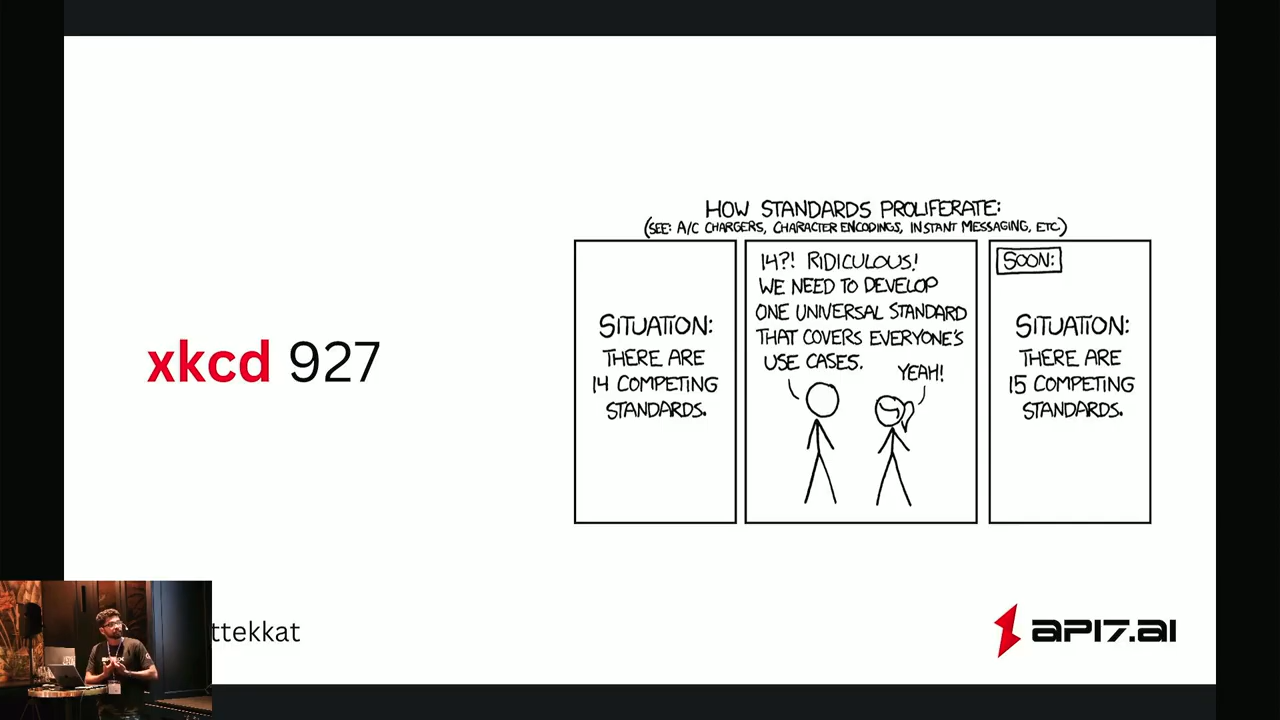 HOW STANDARDS PROLIFERATE:
(SEE: A/C CHARGERS, CHARACTER ENCODINGS, INSTANT MESSAGING, ETC)
SITUATION:
THERE ARE
14 COMPETING
STANDARDS.
14?! RIDICULOUS!
WE NEED TO DEVELOP
ONE UNIVERSAL STANDARD
THAT COVERS EVERYONE'S
USE CASES.
YEAH!
SOON:
SITUATION:
THERE ARE
15 COMPETING
STANDARDS.
xkcd 927
ttekkat
API7.AI